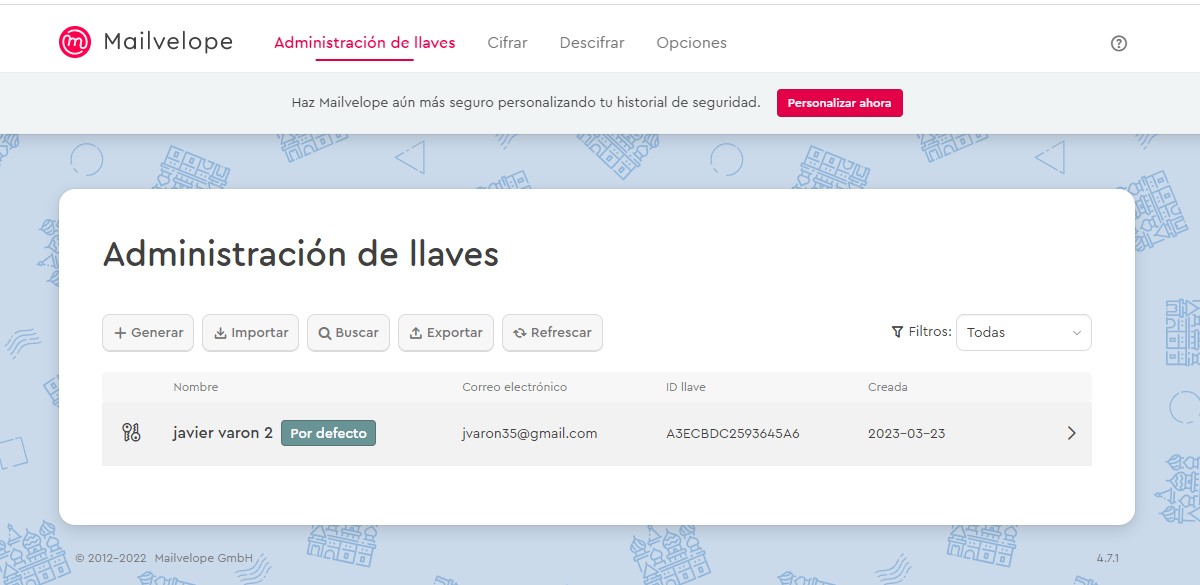 Mailvelope Administración de llaves Cifrar Descifrar Opciones ?
Haz Mailvelope aún más seguro personalizando tu historial de seguridad. Personalizar ahora
Administración de llaves
+ Generar Importar Buscar Exportar Refrescar Filtros: Todas
Nombre Correo electrónico ID llave Creada
javier varon 2 Por defecto jvaron35@gmail.com A3ECBDC2593645A6 2023-03-23
© 2012-2022 Mailvelope GmbH 4.7.1